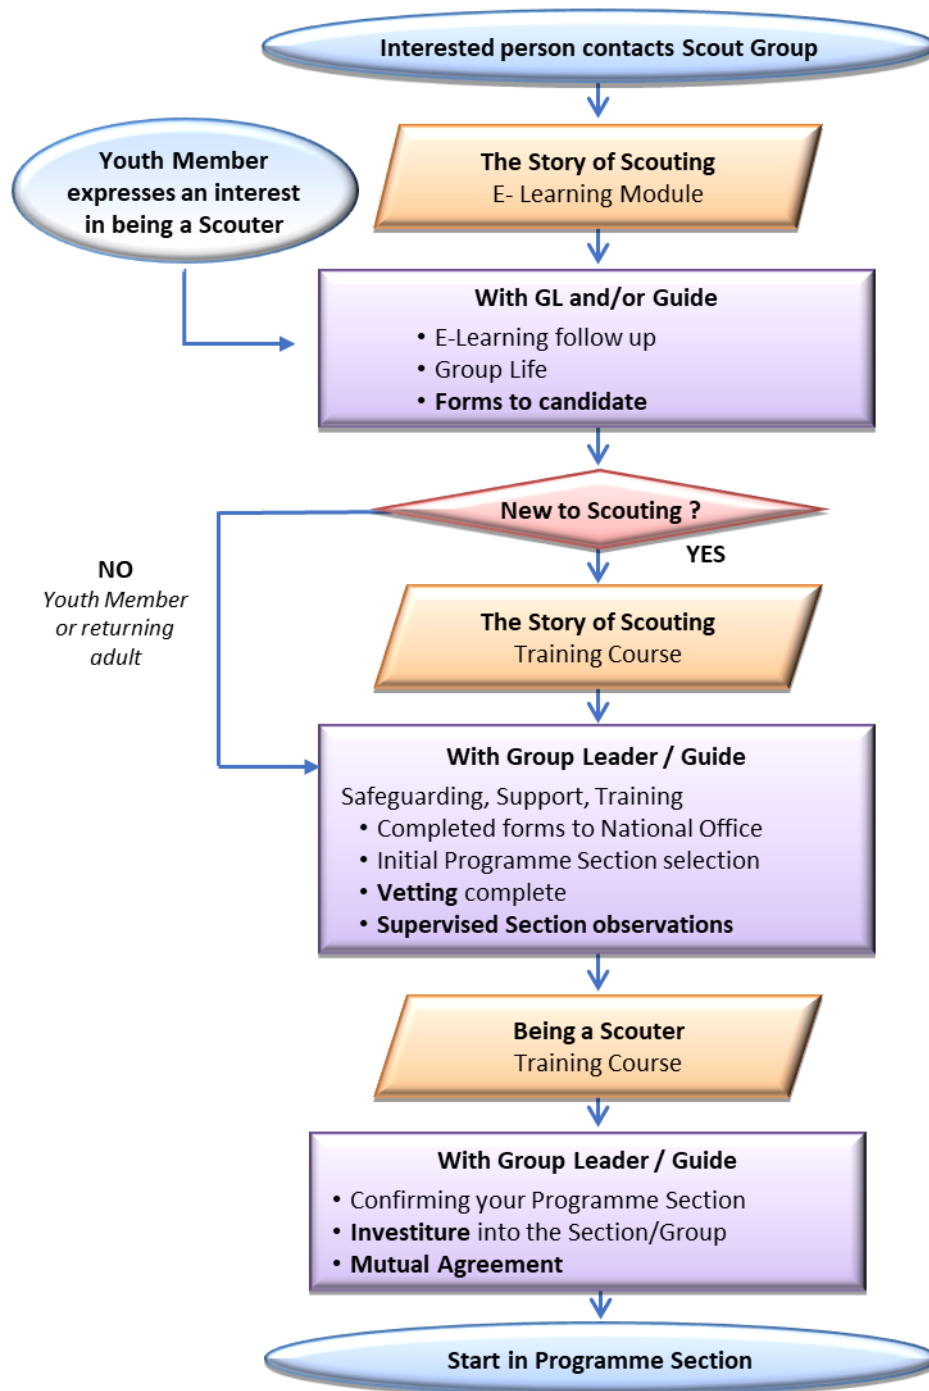 Interested person contacts Scout Group
The Story of Scouting
E- Learning Module
Youth Member
expresses an interest
in being a Scouter
With GL and/or Guide
• E-Learning follow up
• Group Life
• Forms to candidate
New to Scouting ?
YES
NO
Youth Member
or returning
adult
The Story of Scouting
Training Course
With Group Leader / Guide
Safeguarding, Support, Training
• Completed forms to National Office
• Initial Programme Section selection
• Vetting complete
• Supervised Section observations
Being a Scouter
Training Course
With Group Leader / Guide
• Confirming your Programme Section
• Investiture into the Section/Group
• Mutual Agreement
Start in Programme Section